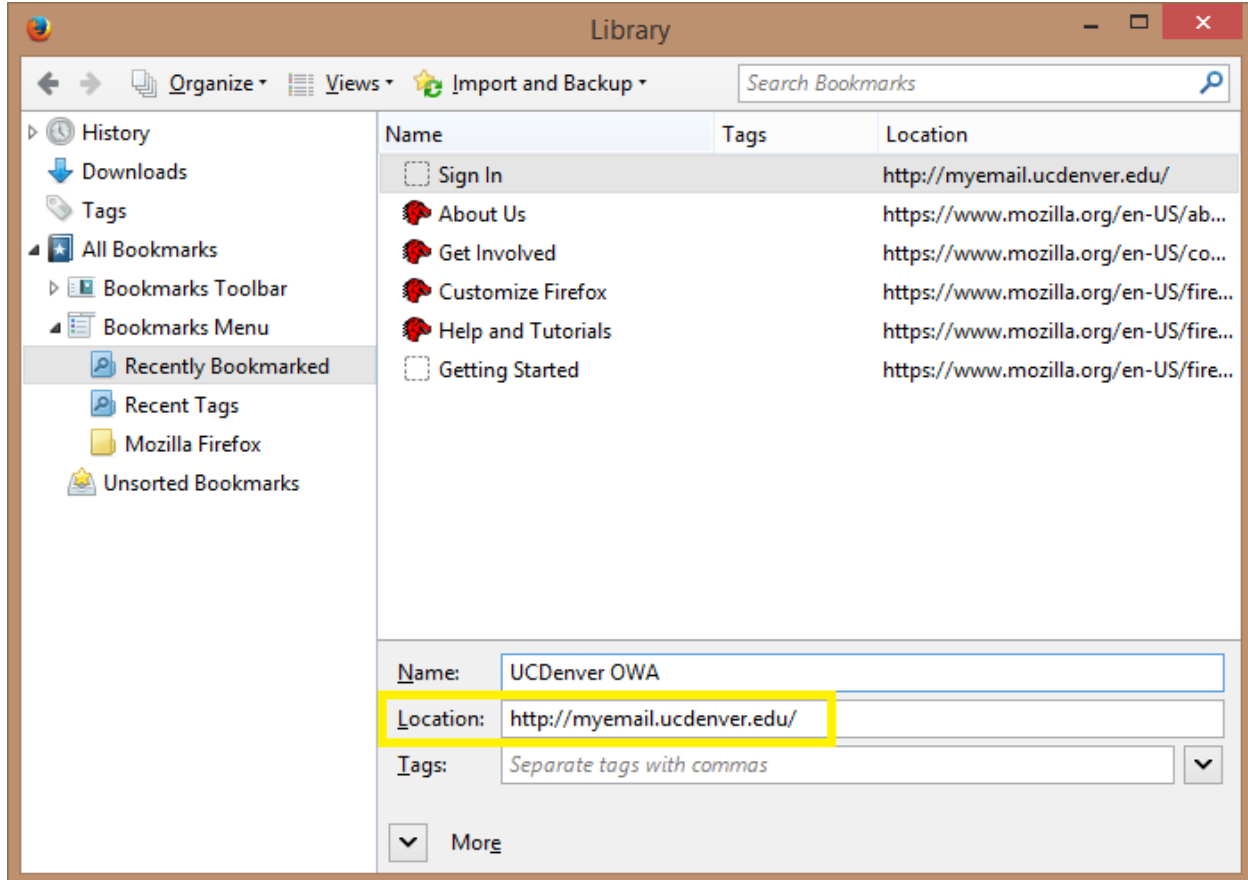 Library
Organize Views Import and Backup Search Bookmarks
History
Downloads
Tags
All Bookmarks
Bookmarks Toolbar
Bookmarks Menu
Recently Bookmarked
Recent Tags
Mozilla Firefox
Unsorted Bookmarks
Name Tags Location
Sign In http://myemail.ucdenver.edu/
About Us https://www.mozilla.org/en-US/ab...
Get Involved https://www.mozilla.org/en-US/co...
Customize Firefox https://www.mozilla.org/en-US/fire...
Help and Tutorials https://www.mozilla.org/en-US/fire...
Getting Started https://www.mozilla.org/en-US/fire...
Name: UCDenver OWA
Location: http://myemail.ucdenver.edu/
Tags: Separate tags with commas
More